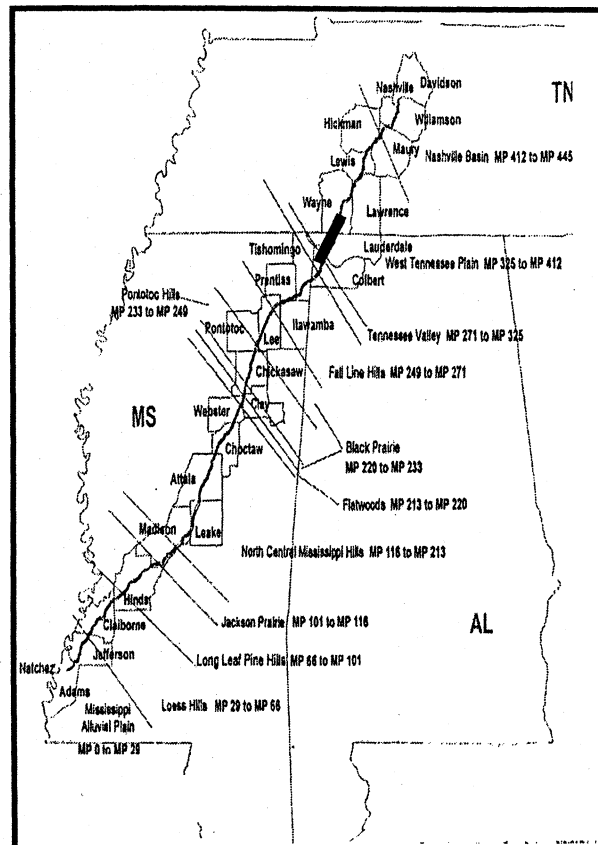 Davidson
Nashville
TN
Williamson
Hickman
Maury
Nashville Basin MP 412 to MP 445
Lewis
Wayne
Lawrence
Lauderdale
Tishomingo
West Tennessee Plain MP 325 to MP 412
Colbert
Prentiss
Pontotoc Hills
MP 233 to MP 249
Itawamba
Pontotoc
Lee
Tennessee Valley MP 271 to MP 325
Chickasaw
Fall Line Hills MP 249 to MP 271
MS
Webster
Clay
Black Prairie
MP 220 to MP 233
Choctaw
Attala
Flatwoods MP 213 to MP 220
Madison
Leake
North Central Mississippi Hills MP 116 to MP 213
Hinds
Jackson Prairie MP 101 to MP 116
AL
Claiborne
Jefferson
Long Leaf Pine Hills MP 66 to MP 101
Natchez
Adams
Loess Hills MP 29 to MP 66
Mississippi
Alluvial Plain
MP 0 to MP 29